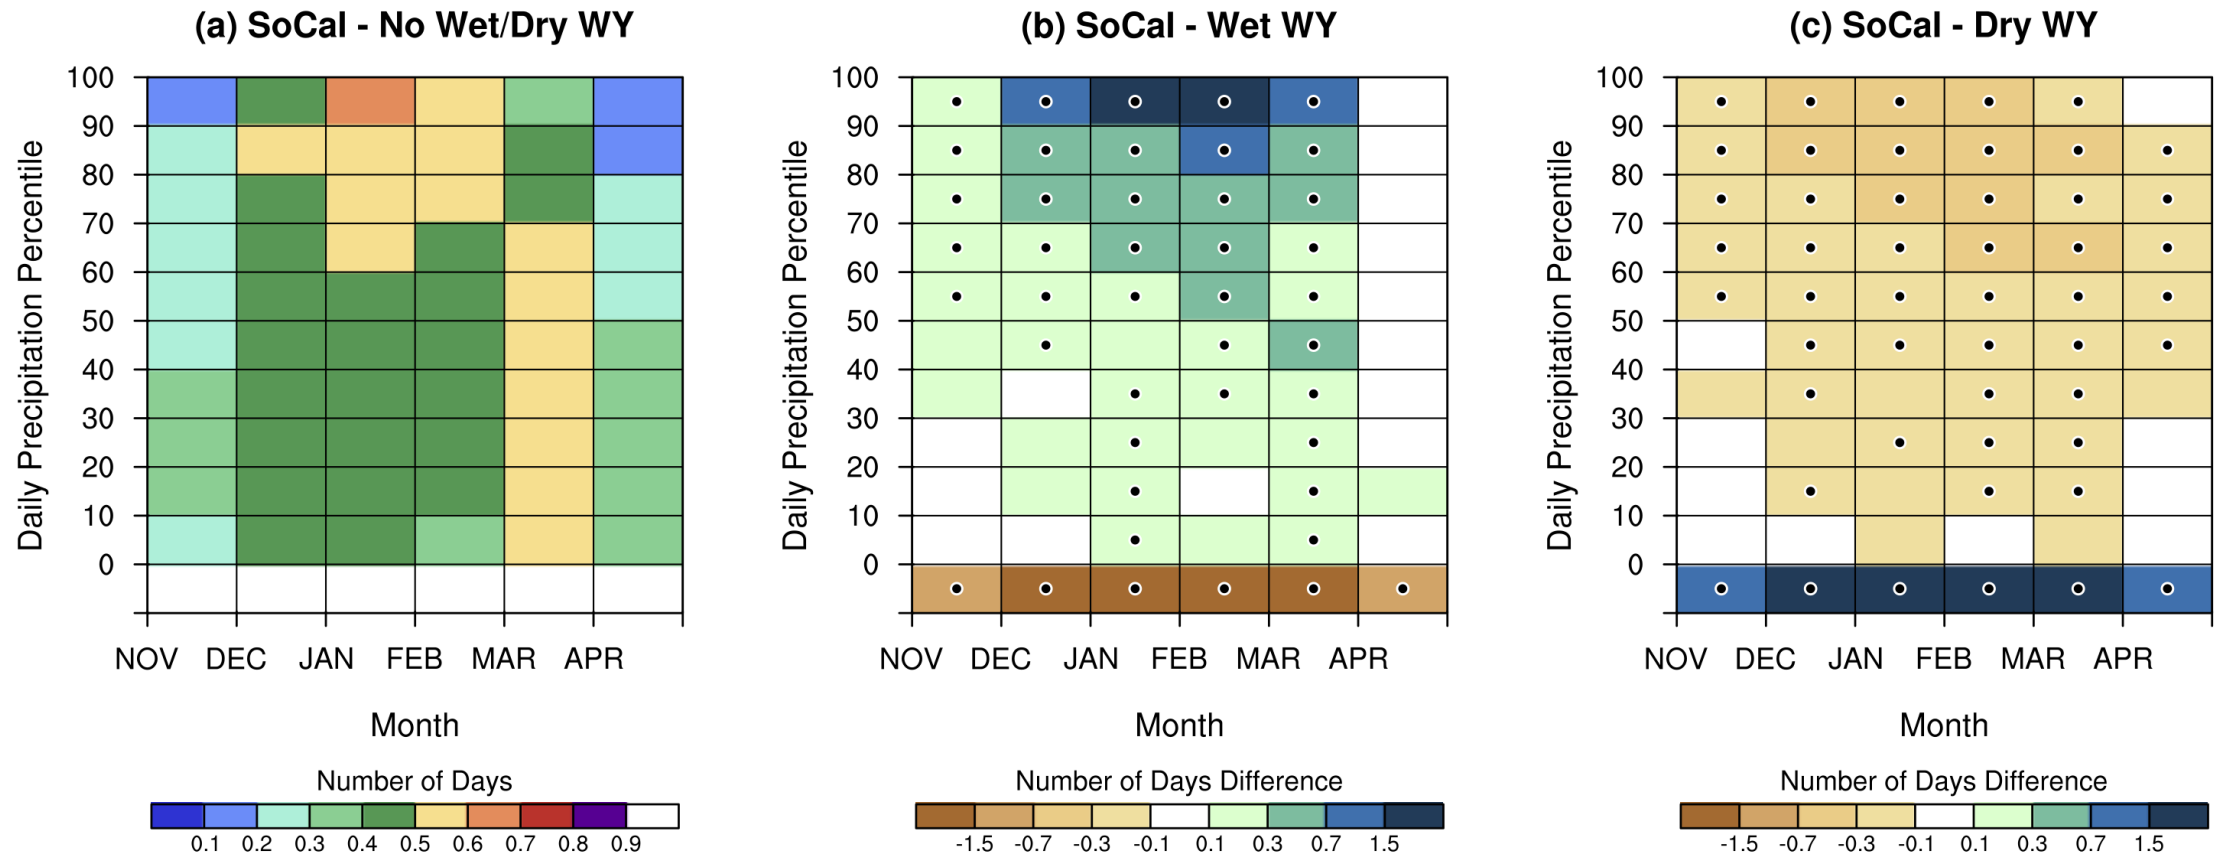 (a) SoCal - No Wet/Dry WY
100
90
80
70
60
50
40
30
20
10
0
Daily Precipitation Percentile
NOV DEC JAN FEB MAR APR
Month
Number of Days
0.1 0.2 0.3 0.4 0.5 0.6 0.7 0.8 0.9
(b) SoCal - Wet WY
100
90
80
70
60
50
40
30
20
10
0
Daily Precipitation Percentile
NOV DEC JAN FEB MAR APR
Month
Number of Days Difference
-1.5 -0.7 -0.3 -0.1 0.1 0.3 0.7 1.5
(c) SoCal - Dry WY
100
90
80
70
60
50
40
30
20
10
0
Daily Precipitation Percentile
NOV DEC JAN FEB MAR APR
Month
Number of Days Difference
-1.5 -0.7 -0.3 -0.1 0.1 0.3 0.7 1.5